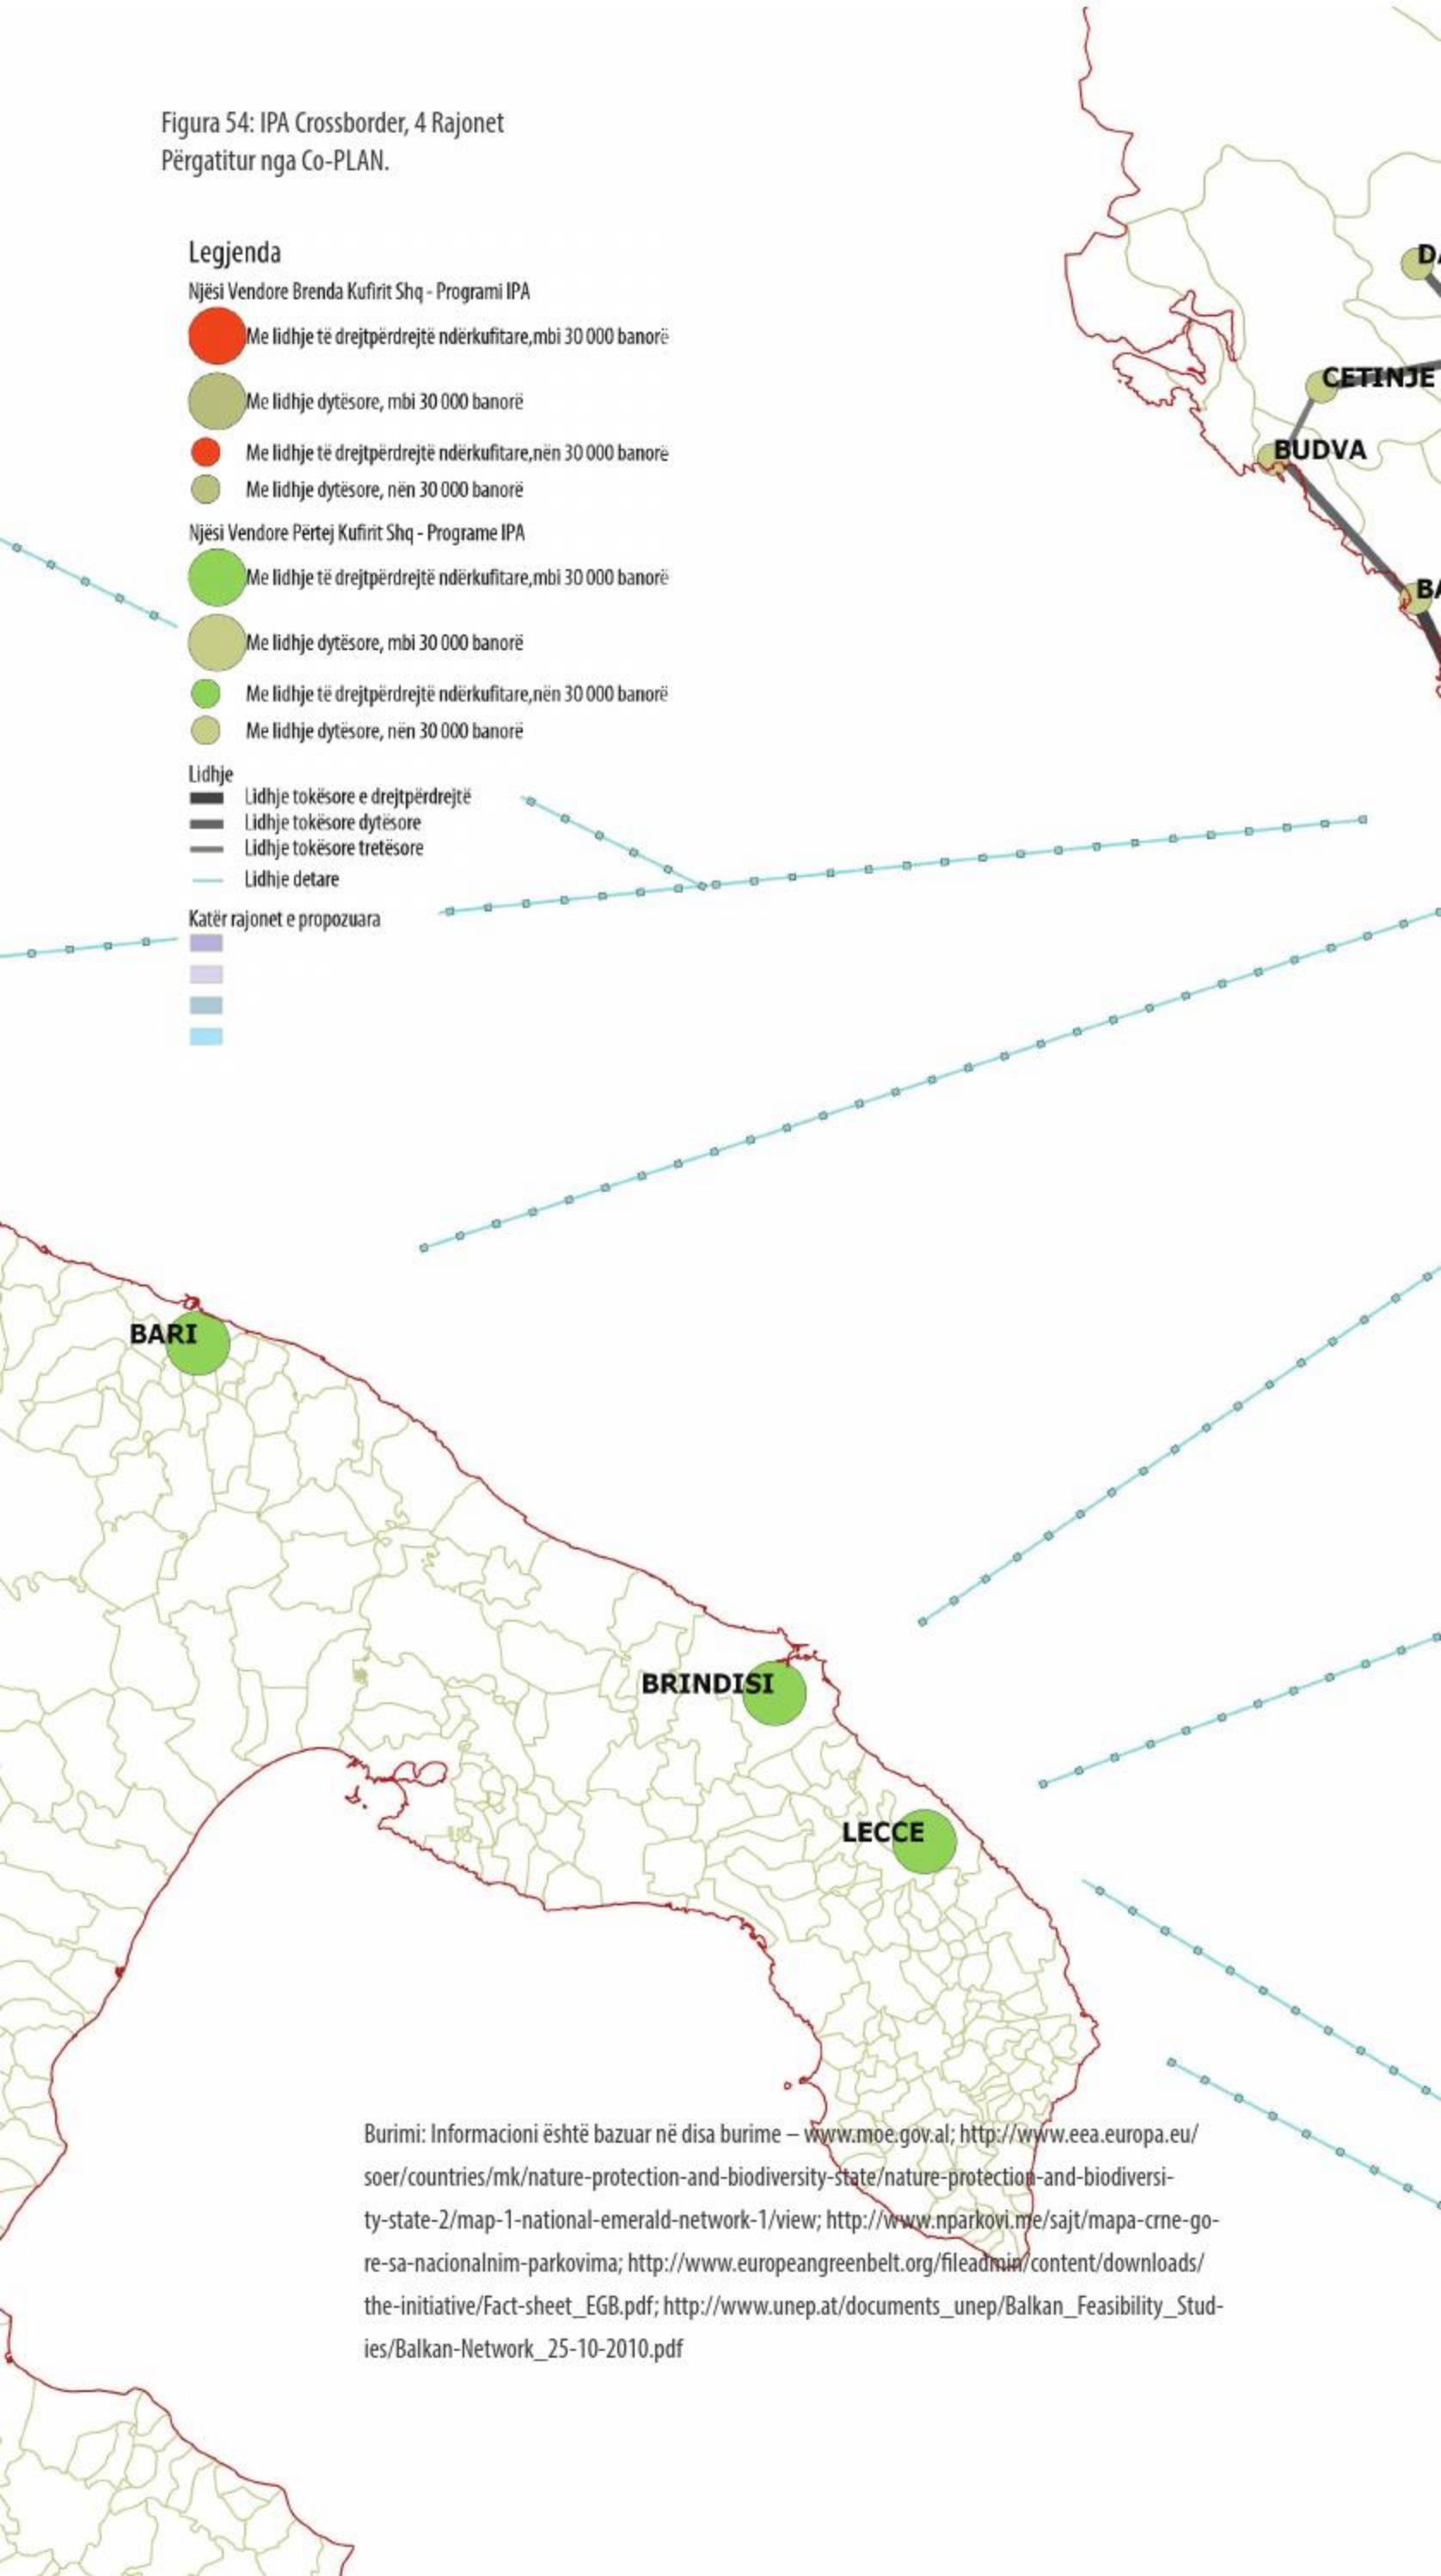 Figura 54: IPA Crossborder, 4 Rajonet
Përgatitur nga Co-PLAN.
Legjenda
Njësi Vendore Brenda Kufirit Shq - Programi IPA
Me lidhje të drejtpërdrejtë ndërkufitare,mbi 30 000 banorë
Me lidhje dytësore, mbi 30 000 banorë
Me lidhje të drejtpërdrejtë ndërkufitare,nën 30 000 banorë
Me lidhje dytësore, nën 30 000 banorë
Njësi Vendore Përtej Kufirit Shq - Programe IPA
Me lidhje të drejtpërdrejtë ndërkufitare,mbi 30 000 banorë
Me lidhje dytësore, mbi 30 000 banorë
Me lidhje të drejtpërdrejtë ndërkufitare,nën 30 000 banorë
Me lidhje dytësore, nën 30 000 banorë
Lidhje
Lidhje tokësore e drejtpërdrejtë
Lidhje tokësore dytësore
Lidhje tokësore tretësore
Lidhje detare
Katër rajonet e propozuara
CETINJE
BUDVA
BARI
BRINDISI
LECCE
Burimi: Informacioni është bazuar në disa burime – www.moe.gov.al; http://www.eea.europa.eu/
soer/countries/mk/nature-protection-and-biodiversity-state/nature-protection-and-biodiversi-
ty-state-2/map-1-national-emerald-network-1/view; http://www.nparkovi.me/sajt/mapa-crne-go-
re-sa-nacionalnim-parkovima; http://www.europeangreenbelt.org/fileadmin/content/downloads/
the-initiative/Fact-sheet_EGB.pdf; http://www.unep.at/documents_unep/Balkan_Feasibility_Stud-
ies/Balkan-Network_25-10-2010.pdf